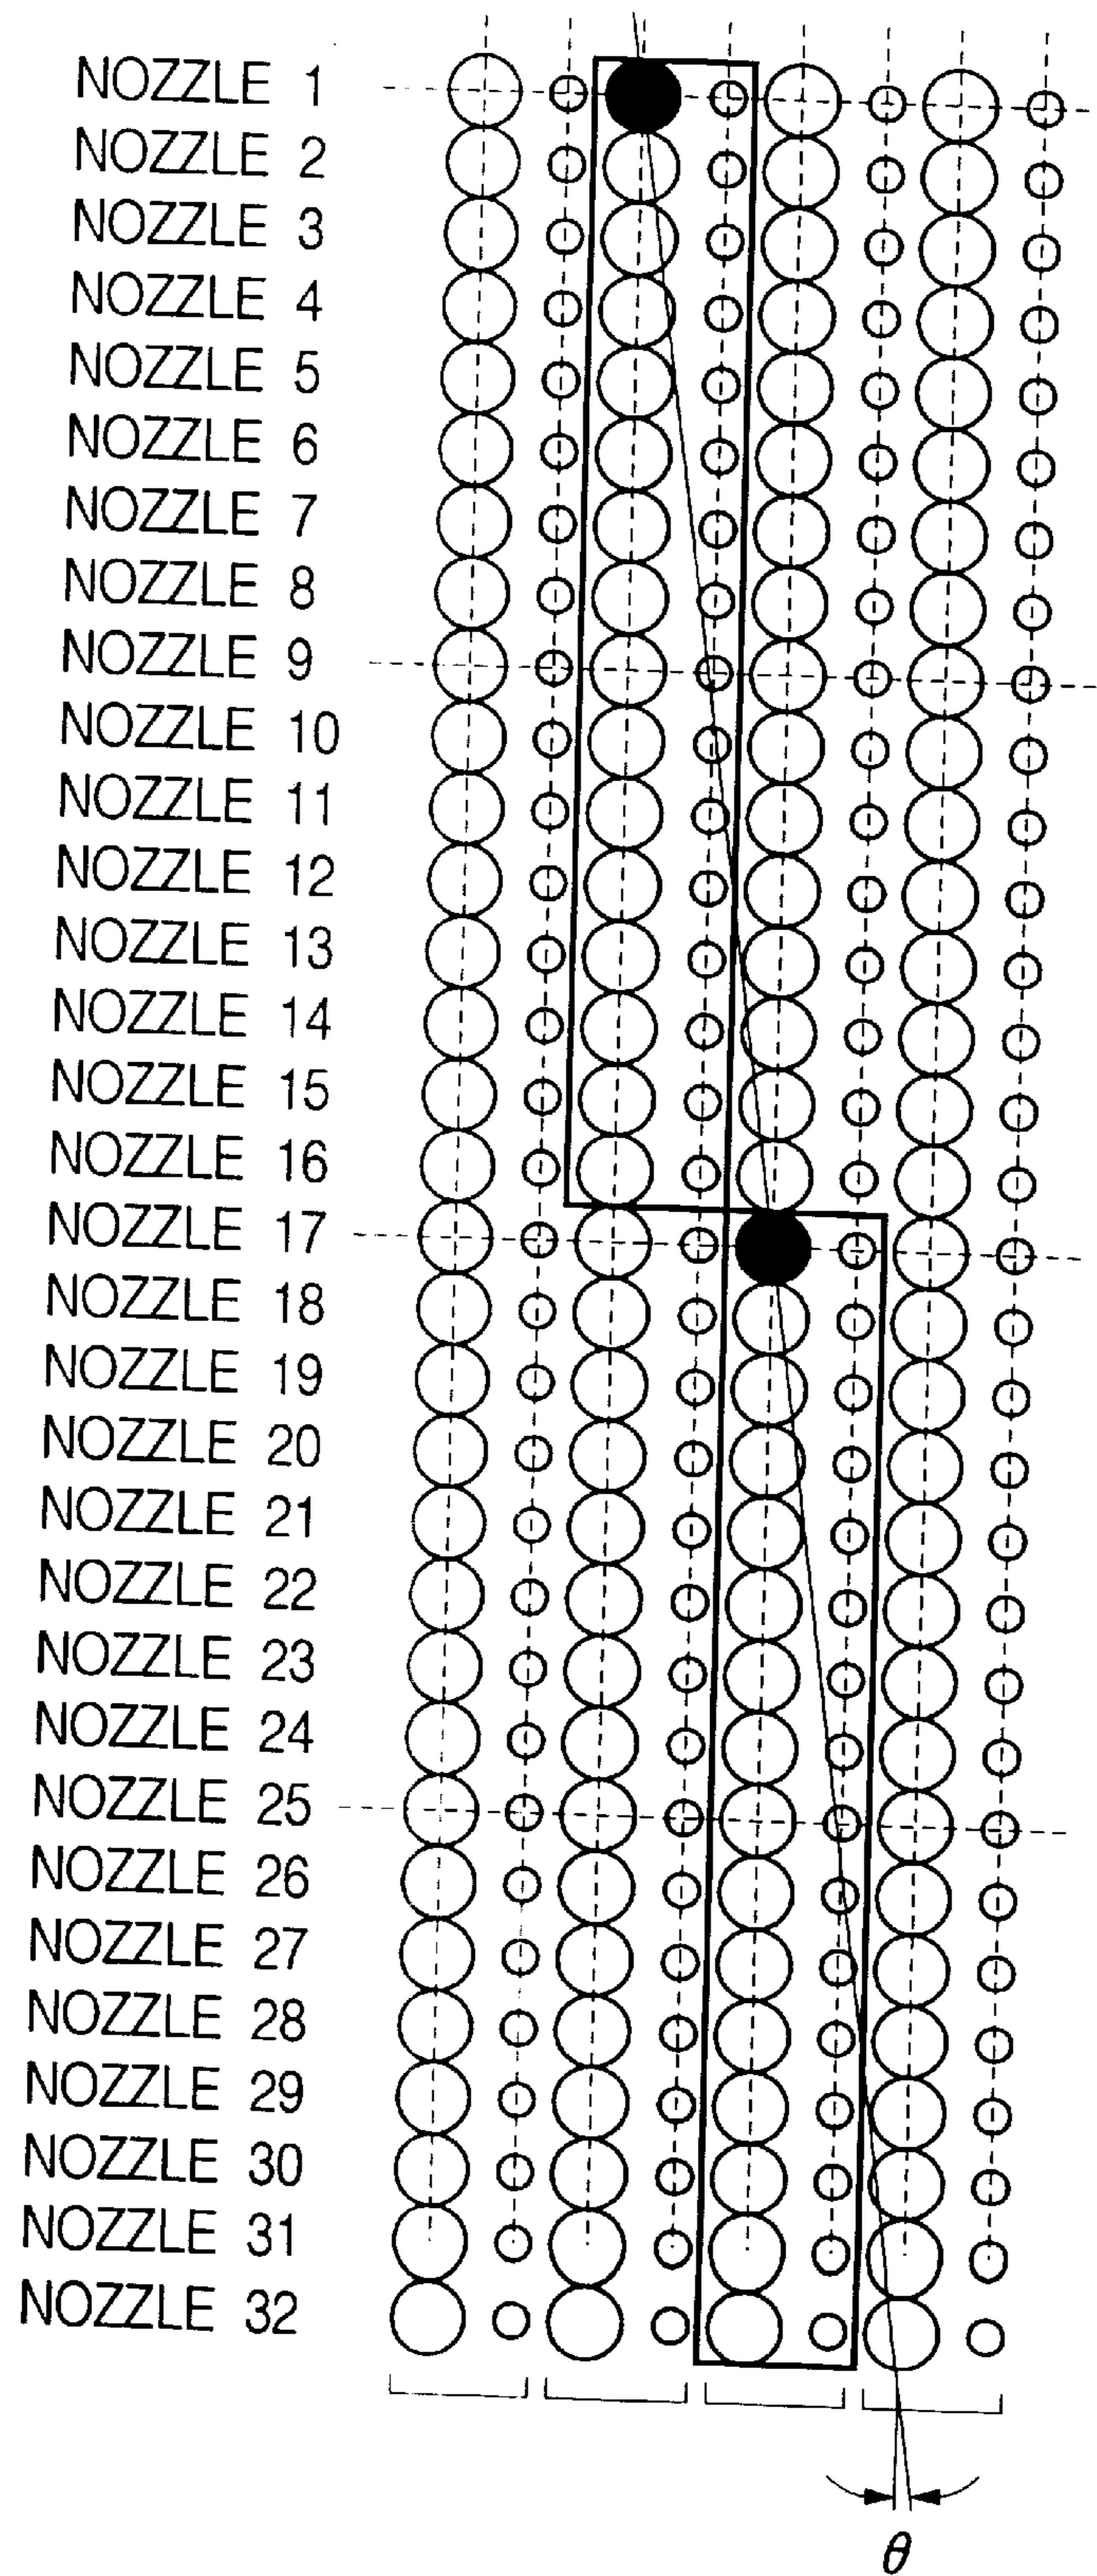 NOZZLE 1
NOZZLE 2
NOZZLE 3
NOZZLE 4
NOZZLE 5
NOZZLE 6
NOZZLE 7
NOZZLE 8
NOZZLE 9
NOZZLE 10
NOZZLE 11
NOZZLE 12
NOZZLE 13
NOZZLE 14
NOZZLE 15
NOZZLE 16
NOZZLE 17
NOZZLE 18
NOZZLE 19
NOZZLE 20
NOZZLE 21
NOZZLE 22
NOZZLE 23
NOZZLE 24
NOZZLE 25
NOZZLE 26
NOZZLE 27
NOZZLE 28
NOZZLE 29
NOZZLE 30
NOZZLE 31
NOZZLE 32
θ